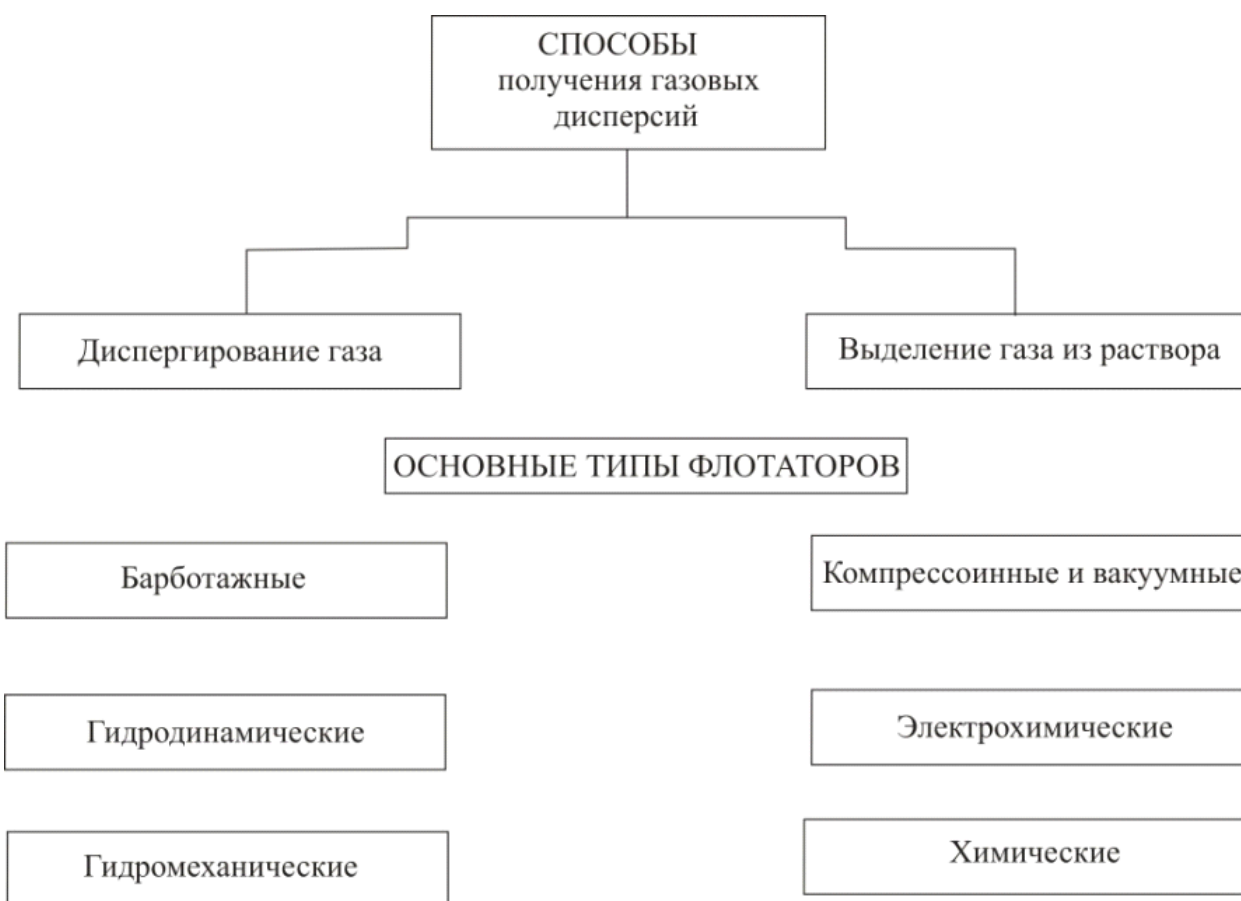 СПОСОБЫ
получения газовых
дисперсий
Диспергирование газа
Выделение газа из раствора
ОСНОВНЫЕ ТИПЫ ФЛОТАТОРОВ
Барботажные
Компрессоинные и вакуумные
Гидродинамические
Электрохимические
Гидромеханические
Химические